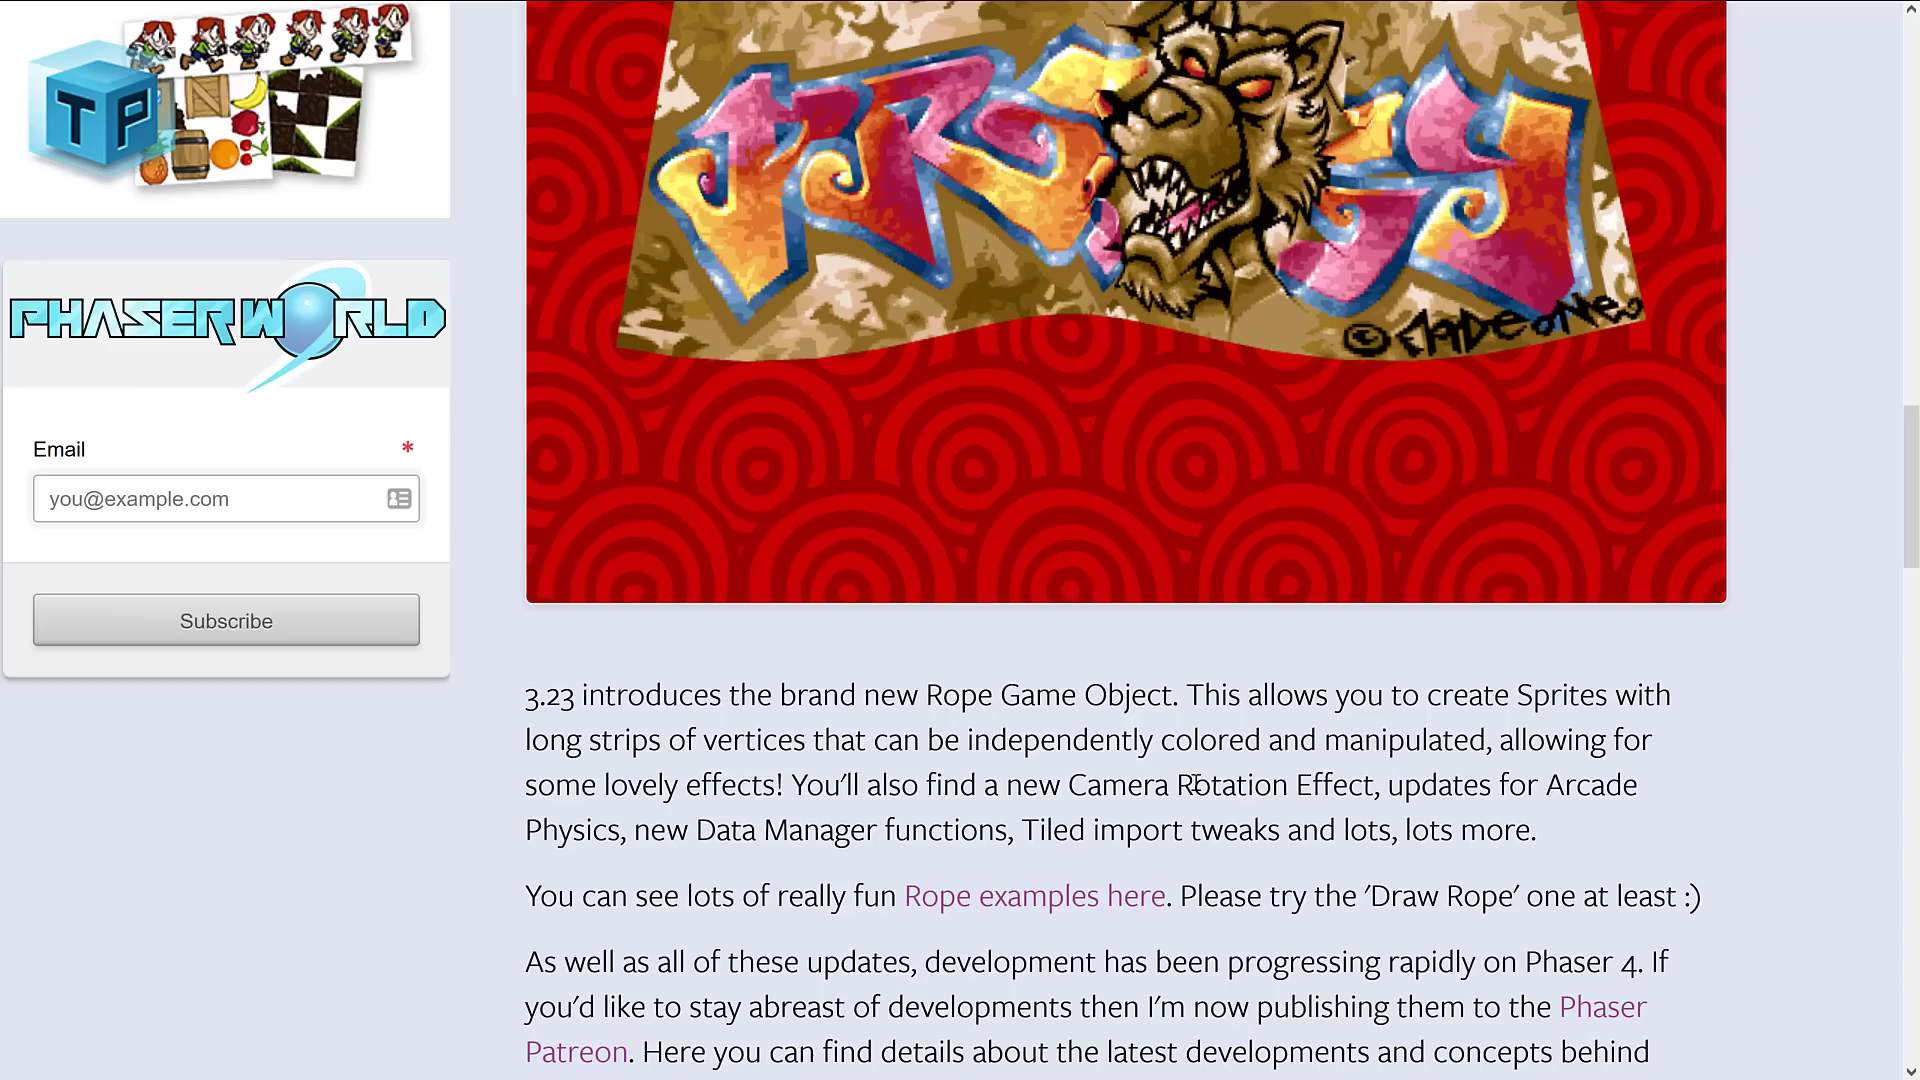 TP
PHASER WORLD
Email *
you@example.com
Subscribe
3.23 introduces the brand new Rope Game Object. This allows you to create Sprites with
long strips of vertices that can be independently colored and manipulated, allowing for
some lovely effects! You'll also find a new Camera Rotation Effect, updates for Arcade
Physics, new Data Manager functions, Tiled import tweaks and lots, lots more.
You can see lots of really fun Rope examples here. Please try the 'Draw Rope' one at least :)
As well as all of these updates, development has been progressing rapidly on Phaser 4. If
you'd like to stay abreast of developments then I'm now publishing them to the Phaser
Patreon. Here you can find details about the latest developments and concepts behind